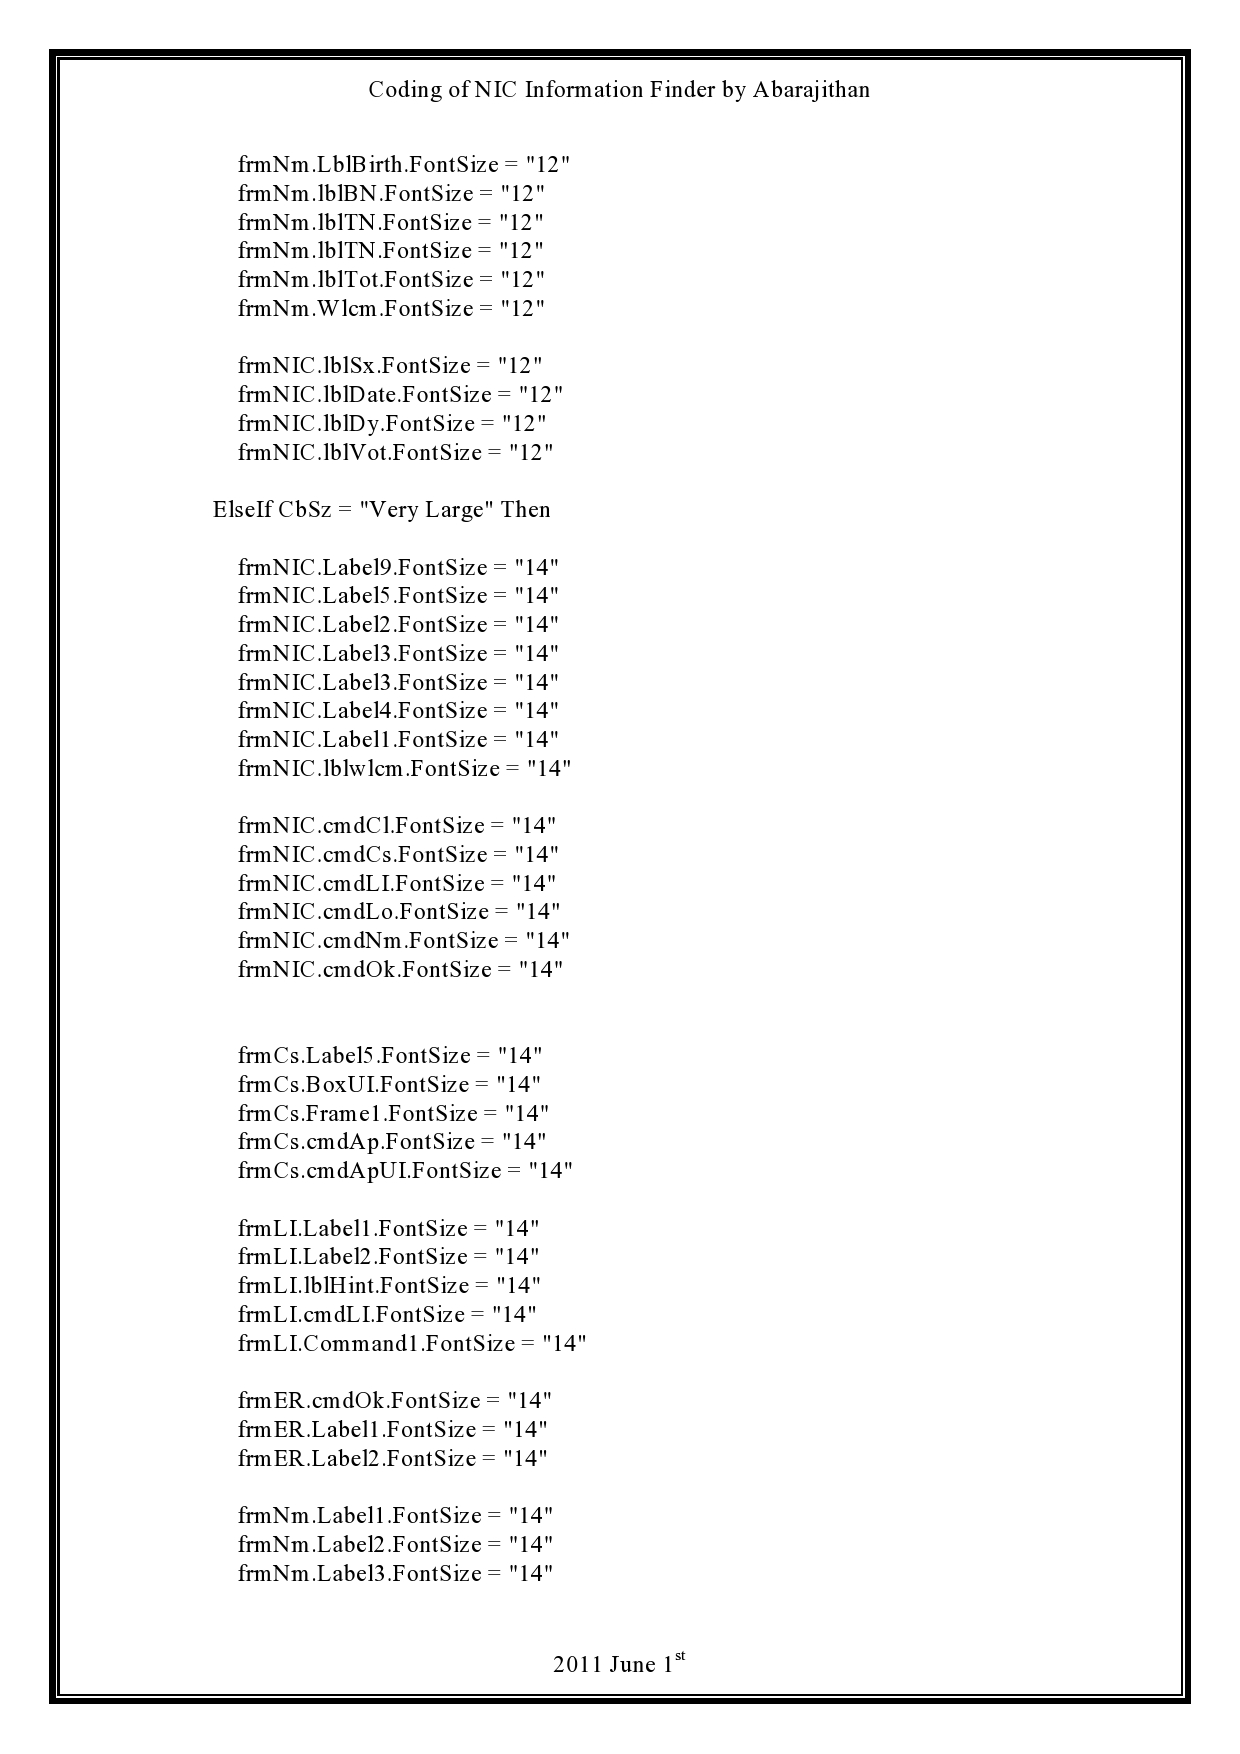 Coding of NIC Information Finder by Abarajithan
frmNm.LblBirth.FontSize = "12"
frmNm.lblBN.FontSize = "12"
frmNm.lblTN.FontSize = "12"
frmNm.lblTN.FontSize = "12"
frmNm.lblTot.FontSize = "12"
frmNm.Wlcm.FontSize = "12"
frmNIC.lblSx.FontSize = "12"
frmNIC.lblDate.FontSize = "12"
frmNIC.lblDy.FontSize = "12"
frmNIC.lblVot.FontSize = "12"
ElseIf CbSz = "Very Large" Then
frmNIC.Label9.FontSize = "14"
frmNIC.Label5.FontSize = "14"
frmNIC.Label2.FontSize = "14"
frmNIC.Label3.FontSize = "14"
frmNIC.Label3.FontSize = "14"
frmNIC.Label4.FontSize = "14"
frmNIC.Label1.FontSize = "14"
frmNIC.lblwlcm.FontSize = "14"
frmNIC.cmdCl.FontSize = "14"
frmNIC.cmdCs.FontSize = "14"
frmNIC.cmdLI.FontSize = "14"
frmNIC.cmdLo.FontSize = "14"
frmNIC.cmdNm.FontSize = "14"
frmNIC.cmdOk.FontSize = "14"
frmCs.Label5.FontSize = "14"
frmCs.BoxUI.FontSize = "14"
frmCs.Frame1.FontSize = "14"
frmCs.cmdAp.FontSize = "14"
frmCs.cmdApUI.FontSize = "14"
frmLI.Label1.FontSize = "14"
frmLI.Label2.FontSize = "14"
frmLI.lblHint.FontSize = "14"
frmLI.cmdLI.FontSize = "14"
frmLI.Command1.FontSize = "14"
frmER.cmdOk.FontSize = "14"
frmER.Label1.FontSize = "14"
frmER.Label2.FontSize = "14"
frmNm.Label1.FontSize = "14"
frmNm.Label2.FontSize = "14"
frmNm.Label3.FontSize = "14"
2011 June 1st